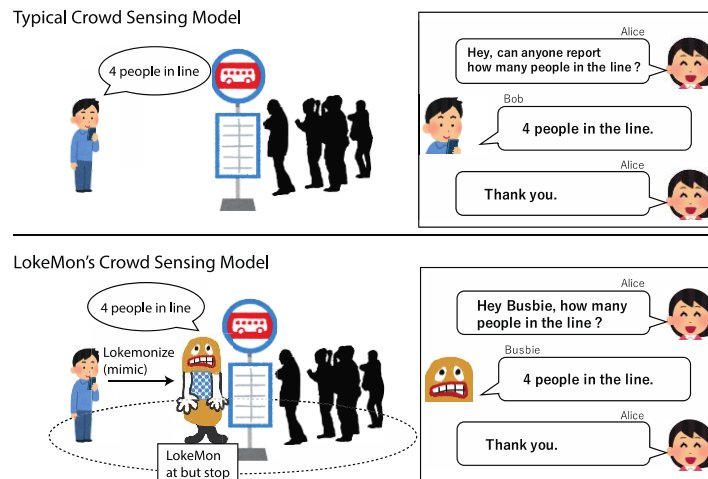 Typical Crowd Sensing Model
4 people in line
Alice
Hey, can anyone report
how many people in the line ?
Bob
4 people in the line.
Alice
Thank you.
LokeMon's Crowd Sensing Model
4 people in line
Lokemonize
(mimic)
LokeMon
at but stop
Alice
Hey Busbie, how many
people in the line ?
Busbie
4 people in the line.
Alice
Thank you.